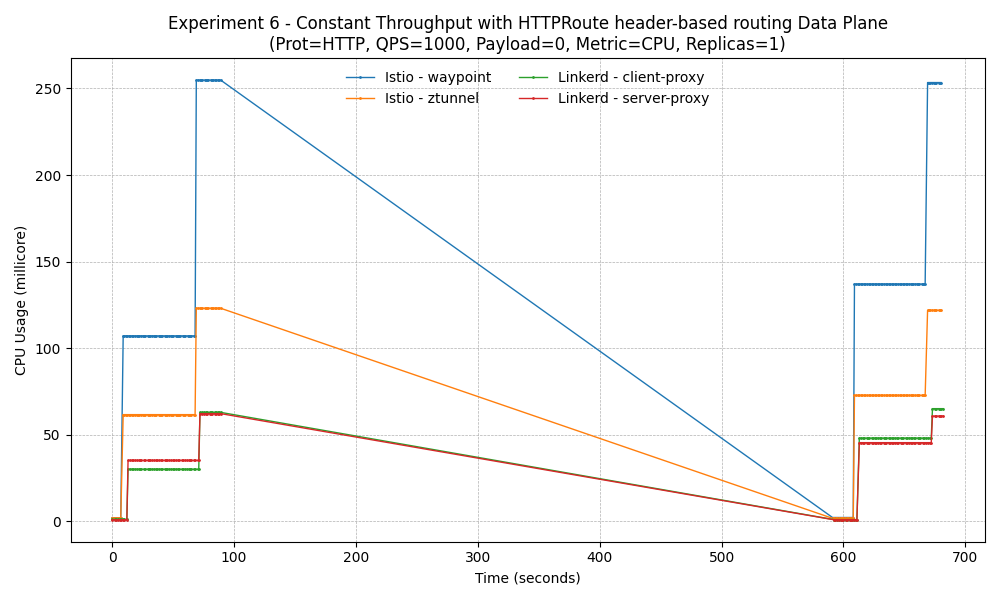 Experiment 6 - Constant Throughput with HTTPRoute header-based routing Data Plane
(Prot=HTTP, QPS=1000, Payload=0, Metric=CPU, Replicas=1)
Istio - waypoint
Istio - ztunnel
Linkerd - client-proxy
Linkerd - server-proxy
CPU Usage (millicore)
250
200
150
100
50
0
0 100 200 300 400 500 600 700
Time (seconds)